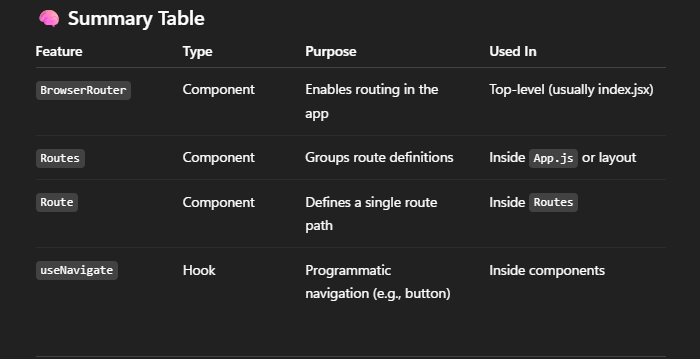 🧠 Summary Table
Feature Type Purpose Used In
BrowserRouter Component Enables routing in the Top-level (usually index.jsx)
app
Routes Component Groups route definitions Inside App.js or layout
Route Component Defines a single route Inside Routes
path
useNavigate Hook Programmatic Inside components
navigation (e.g., button)